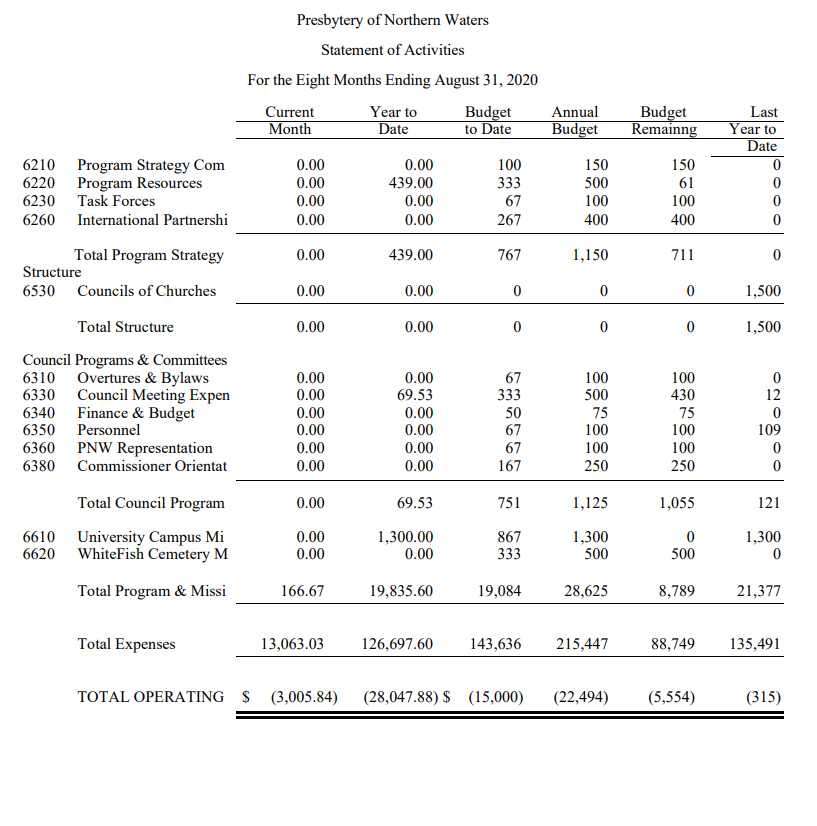 Presbytery of Northern Waters
Statement of Activities
For the Eight Months Ending August 31, 2020
Current Year to Budget Annual Budget Last
Month Date to Date Budget Remainng Year to
Date
6210 Program Strategy Com 0.00 0.00 100 150 150 0
6220 Program Resources 0.00 439.00 333 500 61 0
6230 Task Forces 0.00 0.00 67 100 100 0
6260 International Partnershi 0.00 0.00 267 400 400 0
Total Program Strategy 0.00 439.00 767 1,150 711 0
Structure
6530 Councils of Churches 0.00 0.00 0 0 0 1,500
Total Structure 0.00 0.00 0 0 0 1,500
Council Programs & Committees
6310 Overtures & Bylaws 0.00 0.00 67 100 100 0
6330 Council Meeting Expen 0.00 69.53 333 500 430 12
6340 Finance & Budget 0.00 0.00 50 75 75 0
6350 Personnel 0.00 0.00 67 100 100 109
6360 PNW Representation 0.00 0.00 67 100 100 0
6380 Commissioner Orientat 0.00 0.00 167 250 250 0
Total Council Program 0.00 69.53 751 1,125 1,055 121
6610 University Campus Mi 0.00 1,300.00 867 1,300 0 1,300
6620 WhiteFish Cemetery M 0.00 0.00 333 500 500 0
Total Program & Missi 166.67 19,835.60 19,084 28,625 8,789 21,377
Total Expenses 13,063.03 126,697.60 143,636 215,447 88,749 135,491
TOTAL OPERATING $ (3,005.84) (28,047.88) $ (15,000) (22,494) (5,554) (315)